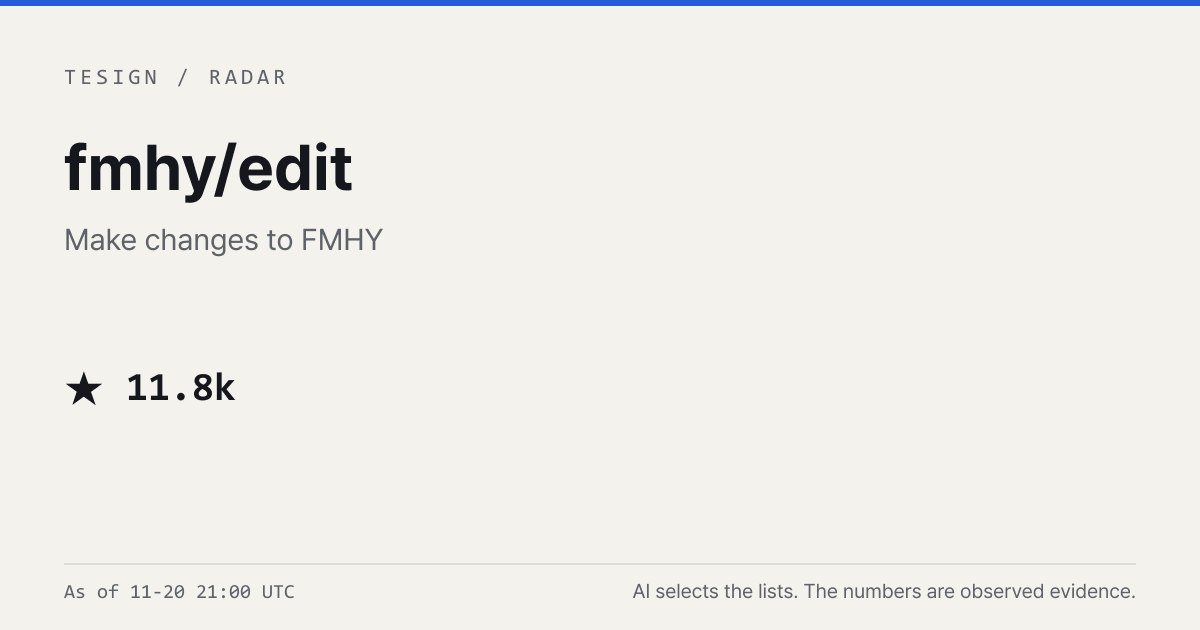 TESIGN / RADAR
fmhy/edit
Make changes to FMHY
★ 11.8k
As of 11-20 21:00 UTC
AI selects the lists. The numbers are observed evidence.